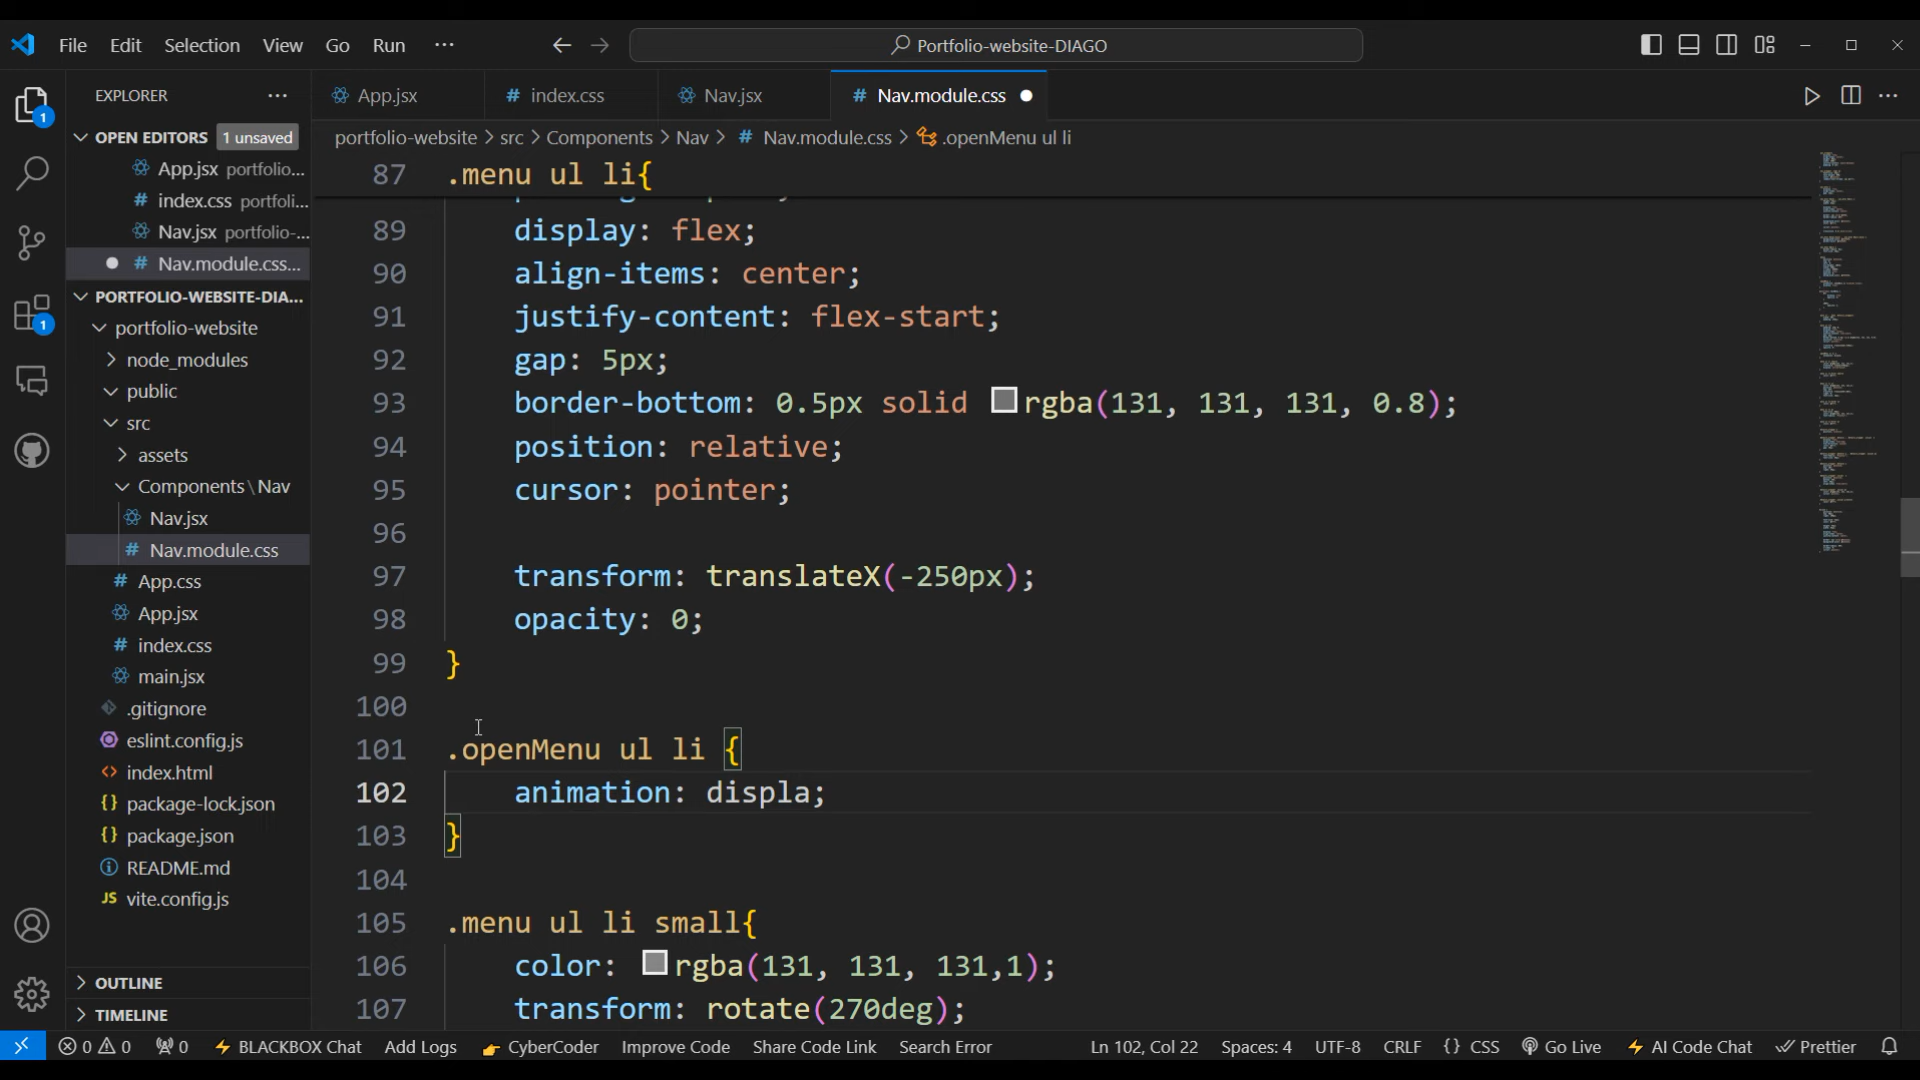 File Edit Selection View Go Run ··· Portfolio-website-DIAGO
EXPLORER ···
App.jsx index.css Nav.jsx Nav.module.css
OPEN EDITORS 1 unsaved
portfolio-website > src > Components > Nav > Nav.module.css > .openMenu ul li
App.jsx portfolio...
index.css portfoli...
Nav.jsx portfolio-...
Nav.module.css...
PORTFOLIO-WEBSITE-DIA...
portfolio-website
node_modules
public
src
assets
Components\Nav
Nav.jsx
Nav.module.css
App.css
App.jsx
index.css
main.jsx
.gitignore
eslint.config.js
index.html
package-lock.json
package.json
README.md
vite.config.js
OUTLINE
TIMELINE
87 .menu ul li{
89 display: flex;
90 align-items: center;
91 justify-content: flex-start;
92 gap: 5px;
93 border-bottom: 0.5px solid rgba(131, 131, 131, 0.8);
94 position: relative;
95 cursor: pointer;
96
97 transform: translateX(-250px);
98 opacity: 0;
99 }
100
101 .openMenu ul li {
102 animation: displa;
103 }
104
105 .menu ul li small{
106 color: rgba(131, 131, 131,1);
107 transform: rotate(270deg);
0 0 0 BLACKBOX Chat Add Logs CyberCoder Improve Code Share Code Link Search Error Ln 102, Col 22 Spaces: 4 UTF-8 CRLF {} CSS Go Live AI Code Chat Prettier